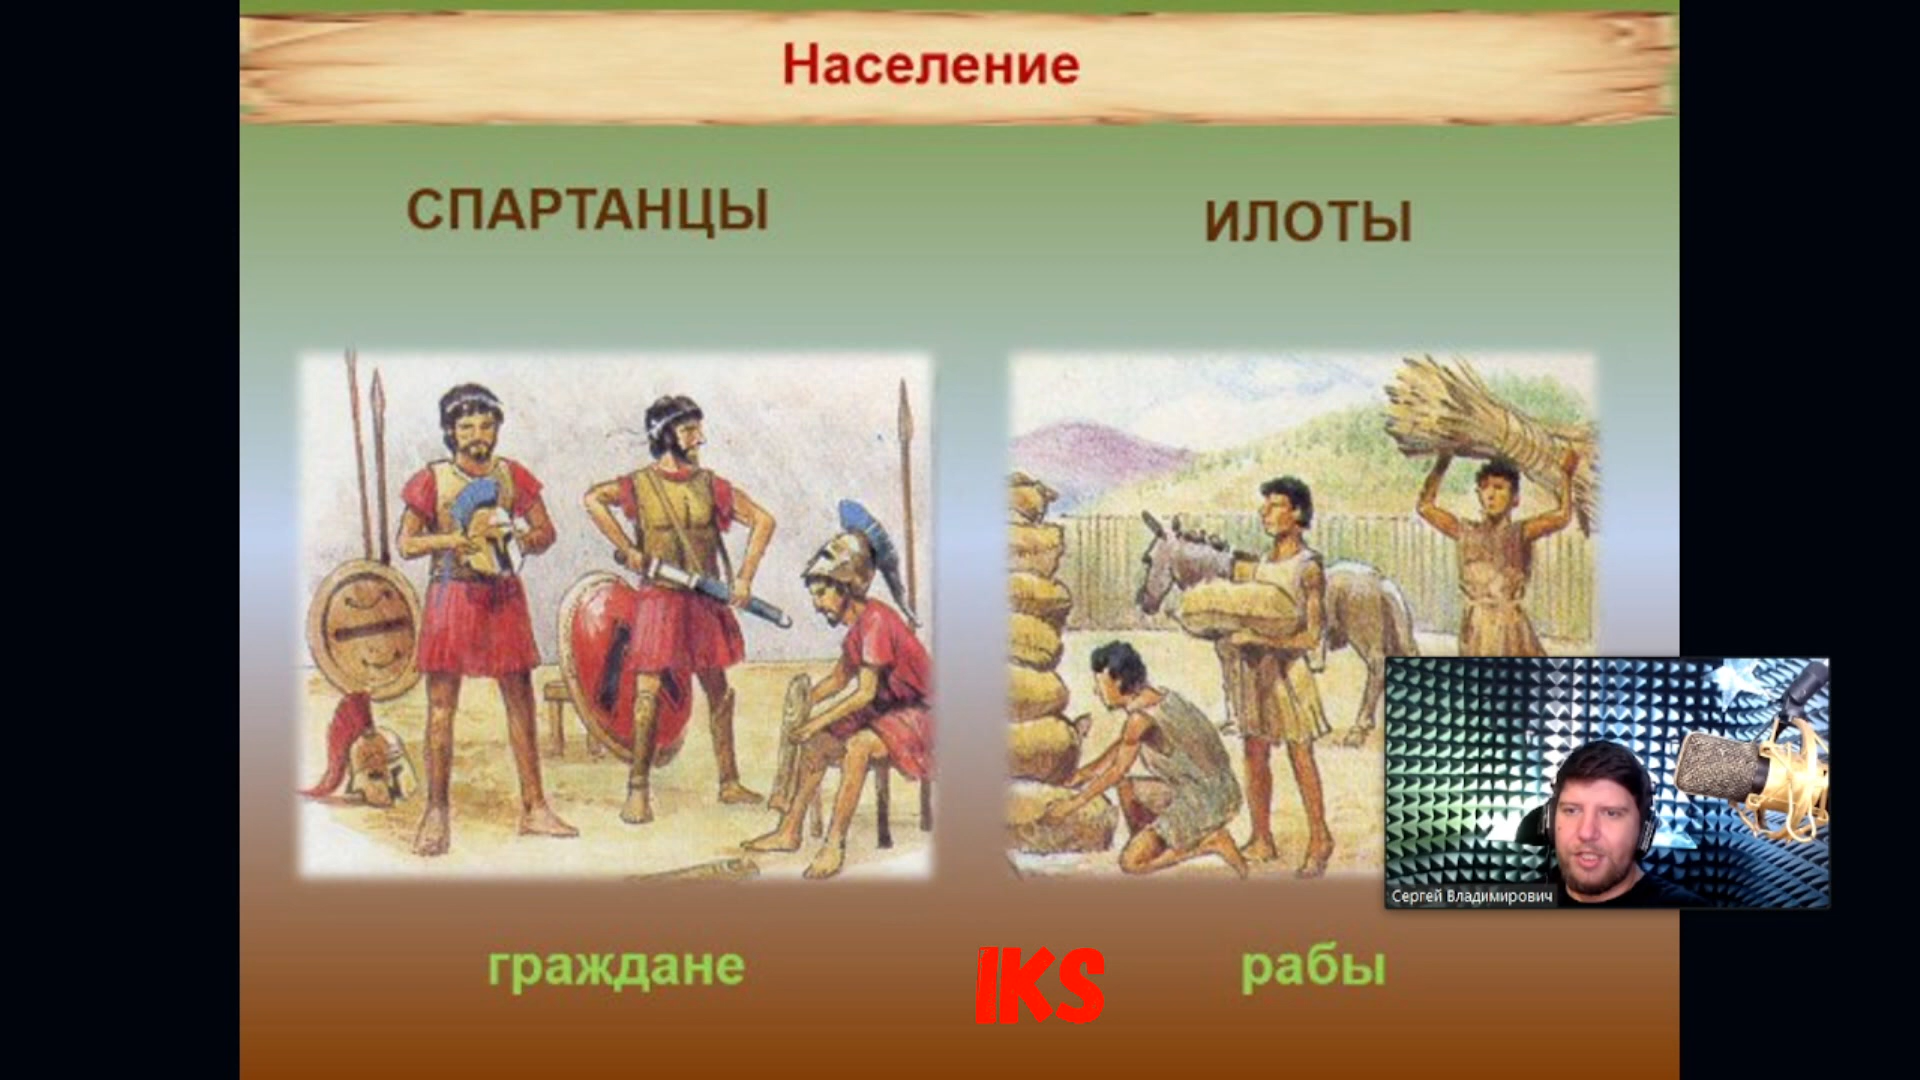 Население
СПАРТАНЦЫ
ИЛОТЫ
Сергей Владимирович
граждане
IKS
рабы